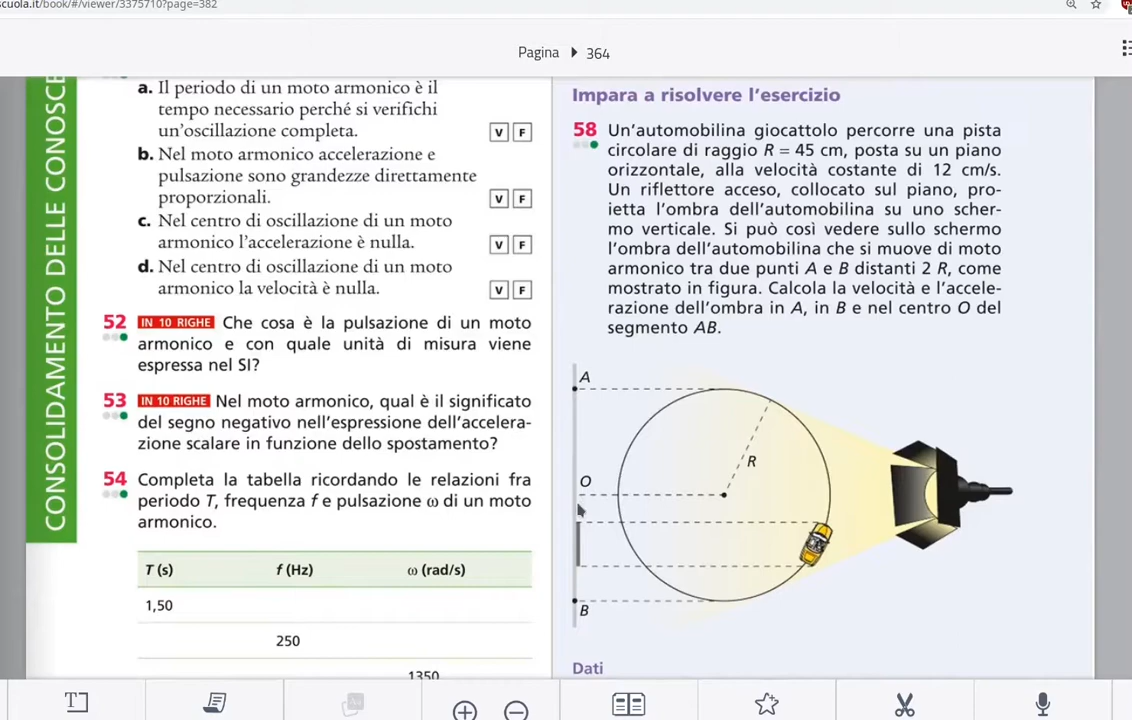 scuola.it/book/#/viewer/3375710?page=382
Pagina 364
CONSOLIDAMENTO DELLE CONOSCE
a. Il periodo di un moto armonico è il
tempo necessario perché si verifichi
un'oscillazione completa. V F
b. Nel moto armonico accelerazione e
pulsazione sono grandezze direttamente
proporzionali. V F
c. Nel centro di oscillazione di un moto
armonico l'accelerazione è nulla. V F
d. Nel centro di oscillazione di un moto
armonico la velocità è nulla. V F
52 IN 10 RIGHE Che cosa è la pulsazione di un moto
armonico e con quale unità di misura viene
espressa nel SI?
53 IN 10 RIGHE Nel moto armonico, qual è il significato
del segno negativo nell'espressione dell'accelera-
zione scalare in funzione dello spostamento?
54 Completa la tabella ricordando le relazioni fra
periodo T, frequenza f e pulsazione ω di un moto
armonico.
T (s) f (Hz) ω (rad/s)
1,50
250
1350
Impara a risolvere l'esercizio
58 Un'automobilina giocattolo percorre una pista
circolare di raggio R = 45 cm, posta su un piano
orizzontale, alla velocità costante di 12 cm/s.
Un riflettore acceso, collocato sul piano, pro-
ietta l'ombra dell'automobilina su uno scher-
mo verticale. Si può così vedere sullo schermo
l'ombra dell'automobilina che si muove di moto
armonico tra due punti A e B distanti 2 R, come
mostrato in figura. Calcola la velocità e l'accele-
razione dell'ombra in A, in B e nel centro O del
segmento AB.
A
R
O
B
Dati